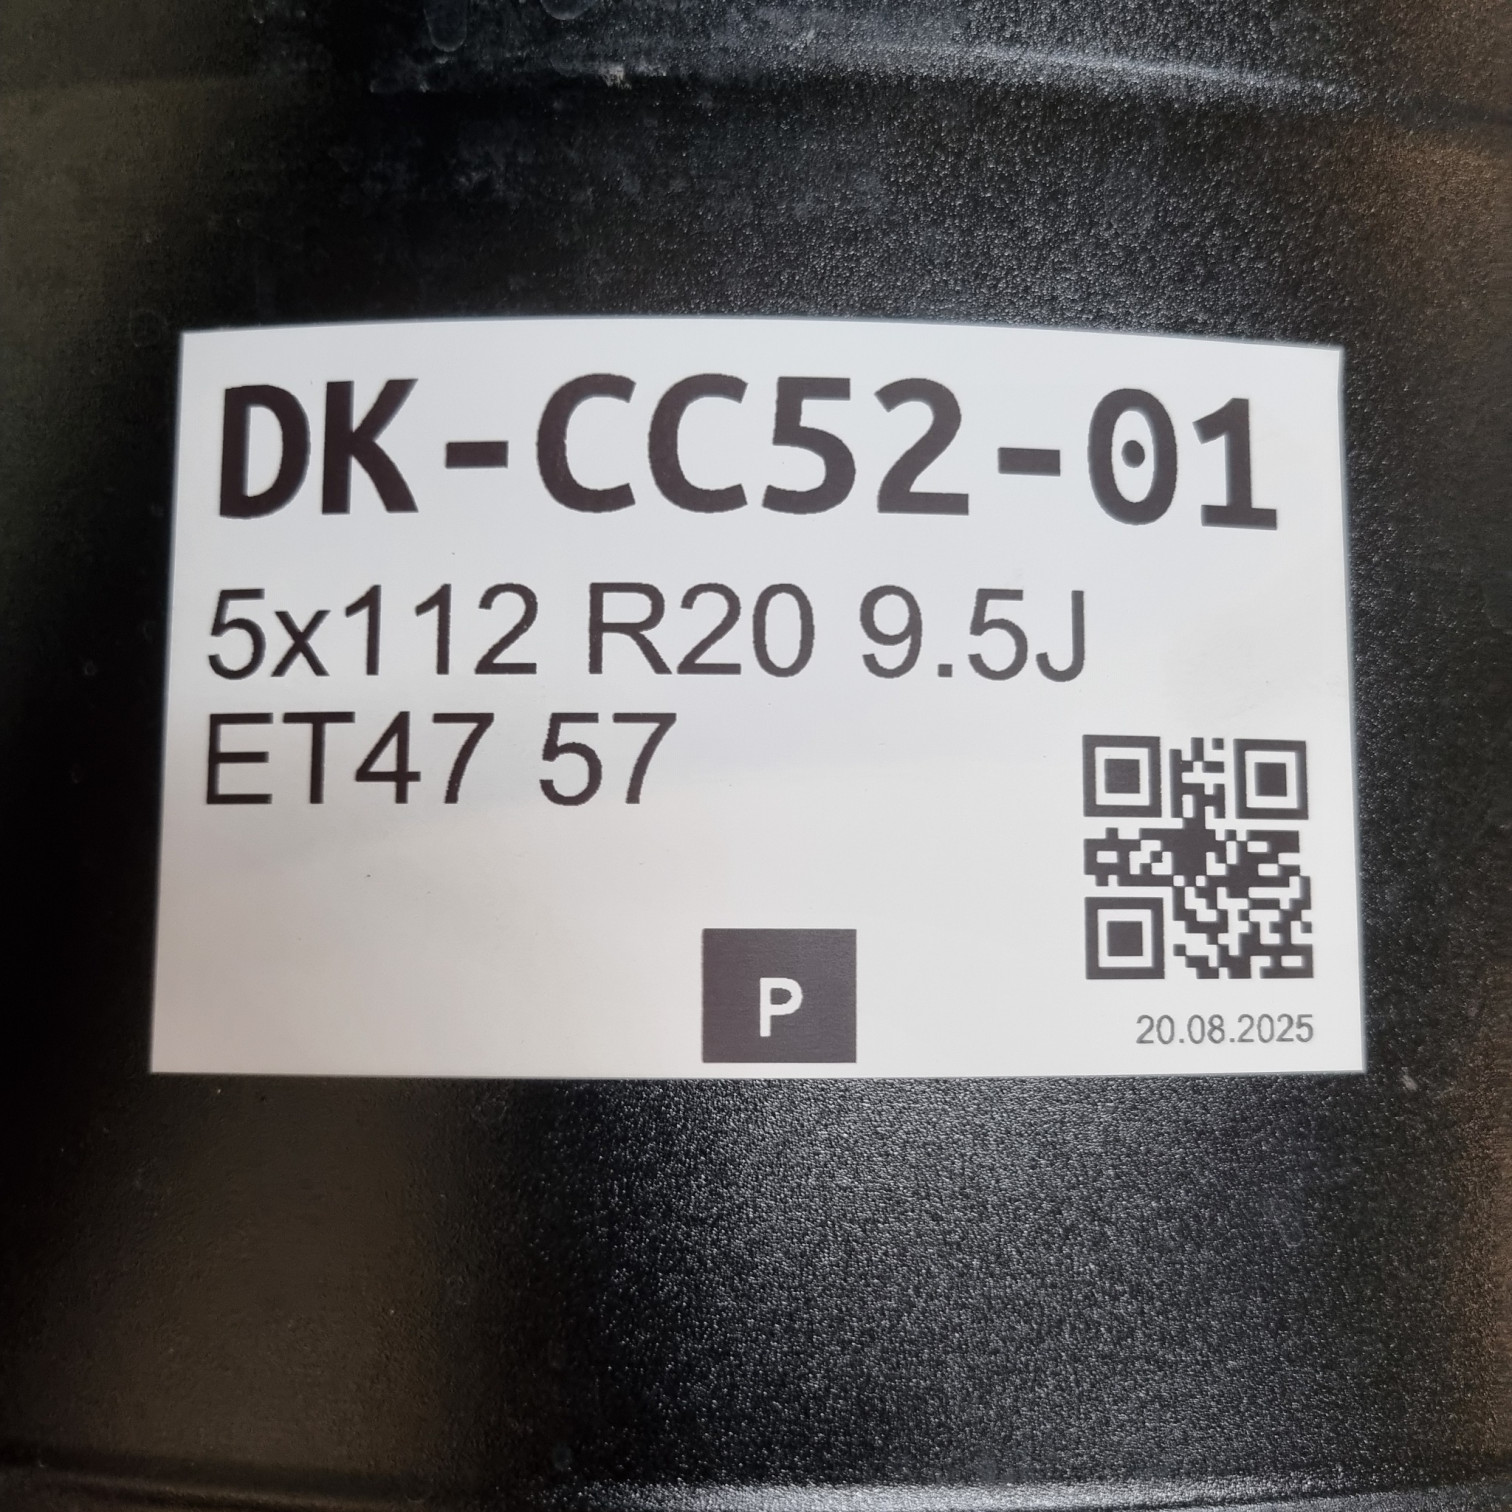 DK-CC52-01
5x112 R20 9.5J
ET47 57
P
20.08.2025